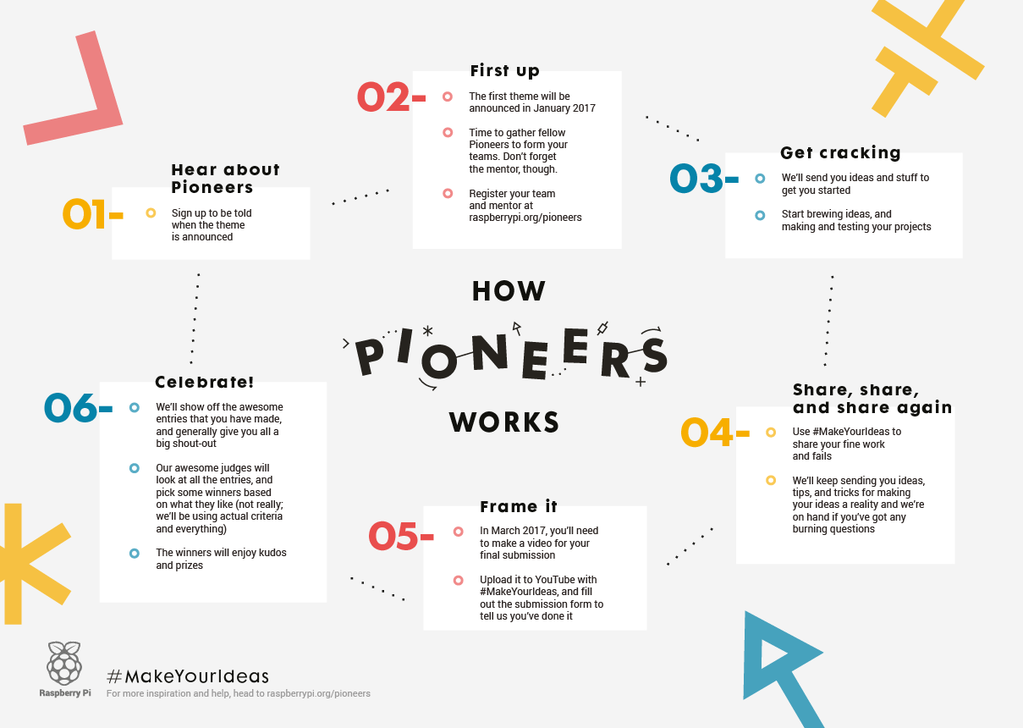 HOW
PIONEERS
WORKS
01-
Hear about
Pioneers
Sign up to be told
when the theme
is announced
02-
First up
The first theme will be
announced in January 2017
Time to gather fellow
Pioneers to form your
teams. Don't forget
the mentor, though.
Register your team
and mentor at
raspberrypi.org/pioneers
03-
Get cracking
We'll send you ideas and stuff to
get you started
Start brewing ideas, and
making and testing your projects
04-
Share, share,
and share again
Use #MakeYourIdeas to
share your fine work
and fails
We'll keep sending you ideas,
tips, and tricks for making
your ideas a reality and we're
on hand if you've got any
burning questions
05-
Frame it
In March 2017, you'll need
to make a video for your
final submission
Upload it to YouTube with
#MakeYourIdeas, and fill
out the submission form to
tell us you've done it
06-
Celebrate!
We'll show off the awesome
entries that you have made,
and generally give you all a
big shout-out
Our awesome judges will
look at all the entries, and
pick some winners based
on what they like (not really;
we'll be using actual criteria
and everything)
The winners will enjoy kudos
and prizes
Raspberry Pi
#MakeYourIdeas
For more inspiration and help, head to raspberrypi.org/pioneers